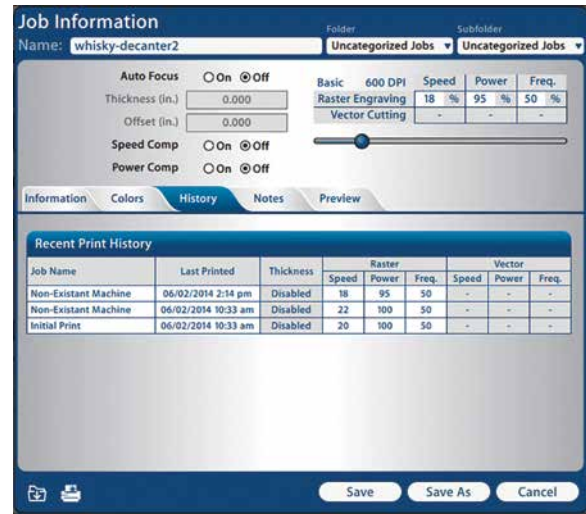 Job Information
Folder
Subfolder
Name: whisky-decanter2
Uncategorized Jobs
Uncategorized Jobs
Auto Focus On Off
Thickness (in.) 0.000
Offset (in.) 0.000
Speed Comp On Off
Power Comp On Off
Basic 600 DPI Speed Power Freq.
Raster Engraving 18 % 95 % 50 %
Vector Cutting - - -
Information Colors History Notes Preview
Recent Print History
Job Name Last Printed Thickness Raster Vector
Speed Power Freq. Speed Power Freq.
Non-Existant Machine 06/02/2014 2:14 pm Disabled 18 95 50 - - -
Non-Existant Machine 06/02/2014 10:33 am Disabled 22 100 50 - - -
Initial Print 06/02/2014 10:33 am Disabled 20 100 50 - - -
Save Save As Cancel